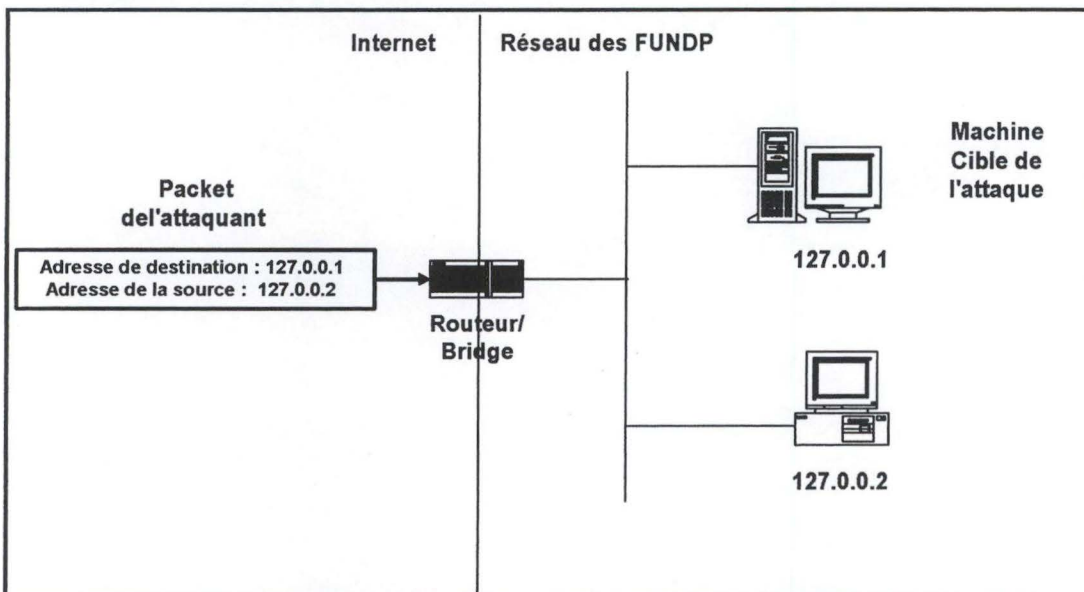 Internet
Réseau des FUNDP
Machine
Cible de
l'attaque
Packet
del'attaquant
127.0.0.1
Adresse de destination : 127.0.0.1
Adresse de la source : 127.0.0.2
Routeur/
Bridge
127.0.0.2